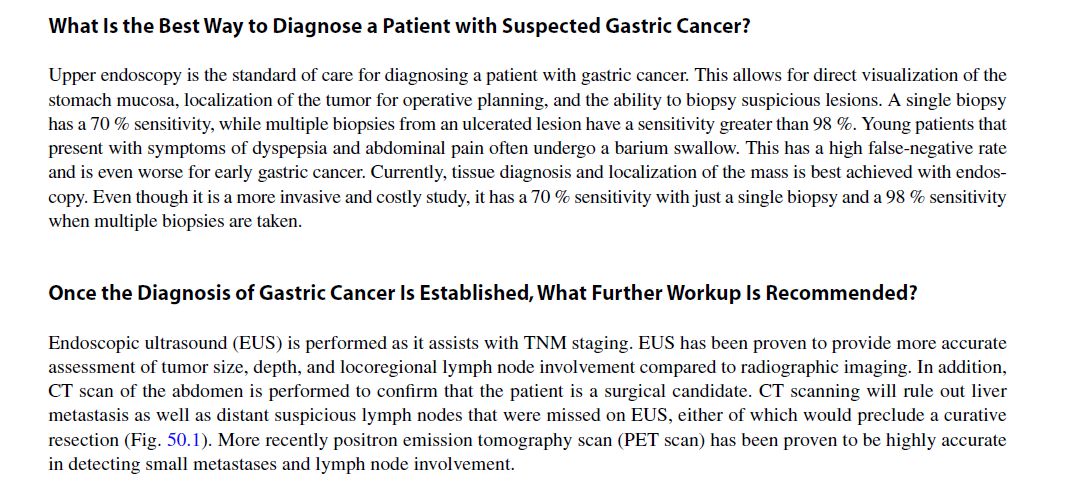 What Is the Best Way to Diagnose a Patient with Suspected Gastric Cancer?
Upper endoscopy is the standard of care for diagnosing a patient with gastric cancer. This allows for direct visualization of the
stomach mucosa, localization of the tumor for operative planning, and the ability to biopsy suspicious lesions. A single biopsy
has a 70 % sensitivity, while multiple biopsies from an ulcerated lesion have a sensitivity greater than 98 %. Young patients that
present with symptoms of dyspepsia and abdominal pain often undergo a barium swallow. This has a high false-negative rate
and is even worse for early gastric cancer. Currently, tissue diagnosis and localization of the mass is best achieved with endos-
copy. Even though it is a more invasive and costly study, it has a 70 % sensitivity with just a single biopsy and a 98 % sensitivity
when multiple biopsies are taken.
Once the Diagnosis of Gastric Cancer Is Established, What Further Workup Is Recommended?
Endoscopic ultrasound (EUS) is performed as it assists with TNM staging. EUS has been proven to provide more accurate
assessment of tumor size, depth, and locoregional lymph node involvement compared to radiographic imaging. In addition,
CT scan of the abdomen is performed to confirm that the patient is a surgical candidate. CT scanning will rule out liver
metastasis as well as distant suspicious lymph nodes that were missed on EUS, either of which would preclude a curative
resection (Fig. 50.1). More recently positron emission tomography scan (PET scan) has been proven to be highly accurate
in detecting small metastases and lymph node involvement.